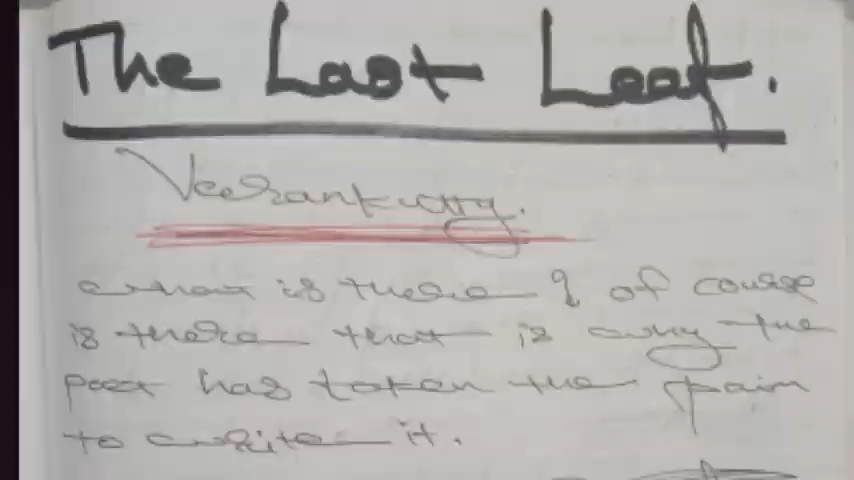 The Last Leaf.
Veerankutty.
what is there ? of course
is there that is why the
poet has taken the pain
to write it.